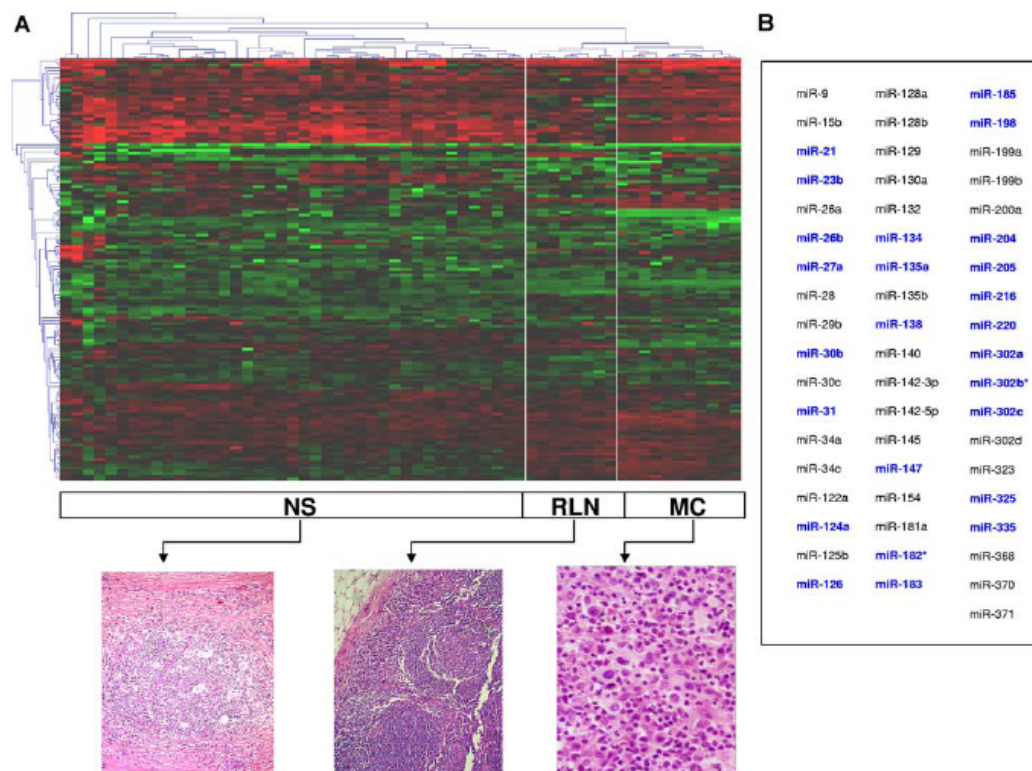 A
B
NS RLN MC
miR-9 miR-128a miR-185
miR-15b miR-128b miR-198
miR-21 miR-129 miR-199a
miR-23b miR-130a miR-199b
miR-26a miR-132 miR-200a
miR-26b miR-134 miR-204
miR-27a miR-135a miR-205
miR-28 miR-135b miR-216
miR-29b miR-138 miR-220
miR-30b miR-140 miR-302a
miR-30c miR-142-3p miR-302b*
miR-31 miR-142-5p miR-302c
miR-34a miR-145 miR-302d
miR-34c miR-147 miR-323
miR-122a miR-154 miR-325
miR-124a miR-181a miR-335
miR-125b miR-182* miR-368
miR-126 miR-183 miR-370
miR-371